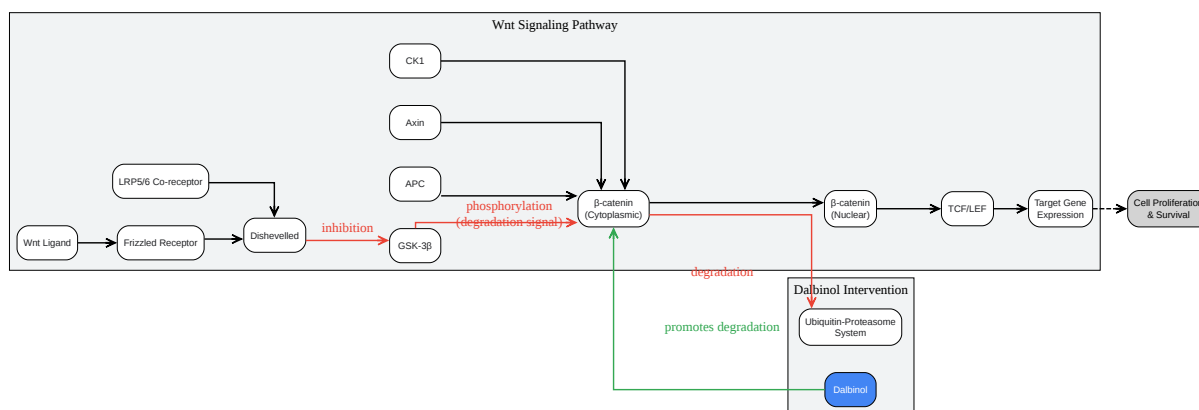 Wnt Signaling Pathway
CK1
Axin
APC
LRP5/6 Co-receptor
phosphorylation
(degradation signal)
β-catenin
(Cytoplasmic)
β-catenin
(Nuclear)
TCF/LEF
Target Gene
Expression
Cell Proliferation
& Survival
Wnt Ligand
Frizzled Receptor
Dishevelled
inhibition
GSK-3β
degradation
Dalbinol Intervention
Ubiquitin-Proteasome
System
promotes degradation
Dalbinol